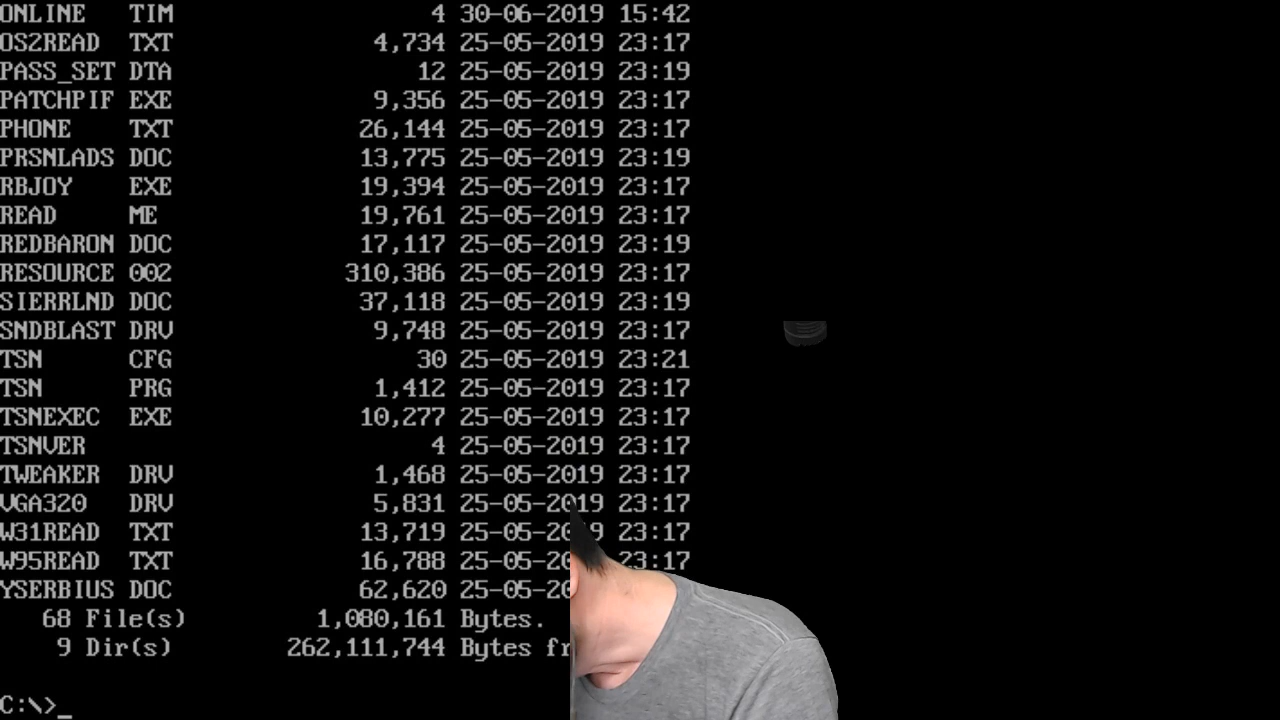 ONLINE   TIM                  4 30-06-2019 15:42
OS2READ  TXT              4,734 25-05-2019 23:17
PASS_SET DTA                 12 25-05-2019 23:19
PATCHPIF EXE              9,356 25-05-2019 23:17
PHONE    TXT             26,144 25-05-2019 23:17
PRSNLADS DOC             13,775 25-05-2019 23:19
RBJOY    EXE             19,394 25-05-2019 23:17
READ     ME              19,761 25-05-2019 23:17
REDBARON DOC             17,117 25-05-2019 23:19
RESOURCE 002            310,386 25-05-2019 23:17
SIERRLND DOC             37,118 25-05-2019 23:19
SNDBLAST DRV              9,748 25-05-2019 23:17
TSN      CFG                 30 25-05-2019 23:21
TSN      PRG              1,412 25-05-2019 23:17
TSNEXEC  EXE             10,277 25-05-2019 23:17
TSNVER                        4 25-05-2019 23:17
TWEAKER  DRV              1,468 25-05-2019 23:17
VGA320   DRV              5,831 25-05-2019 23:17
W31READ  TXT             13,719 25-05-2019 23:17
W95READ  TXT             16,788 25-05-20 23:17
YSERBIUS DOC             62,620 25-05-20
68 File(s)        1,080,161 Bytes.
9 Dir(s)       262,111,744 Bytes fr
C:\>_